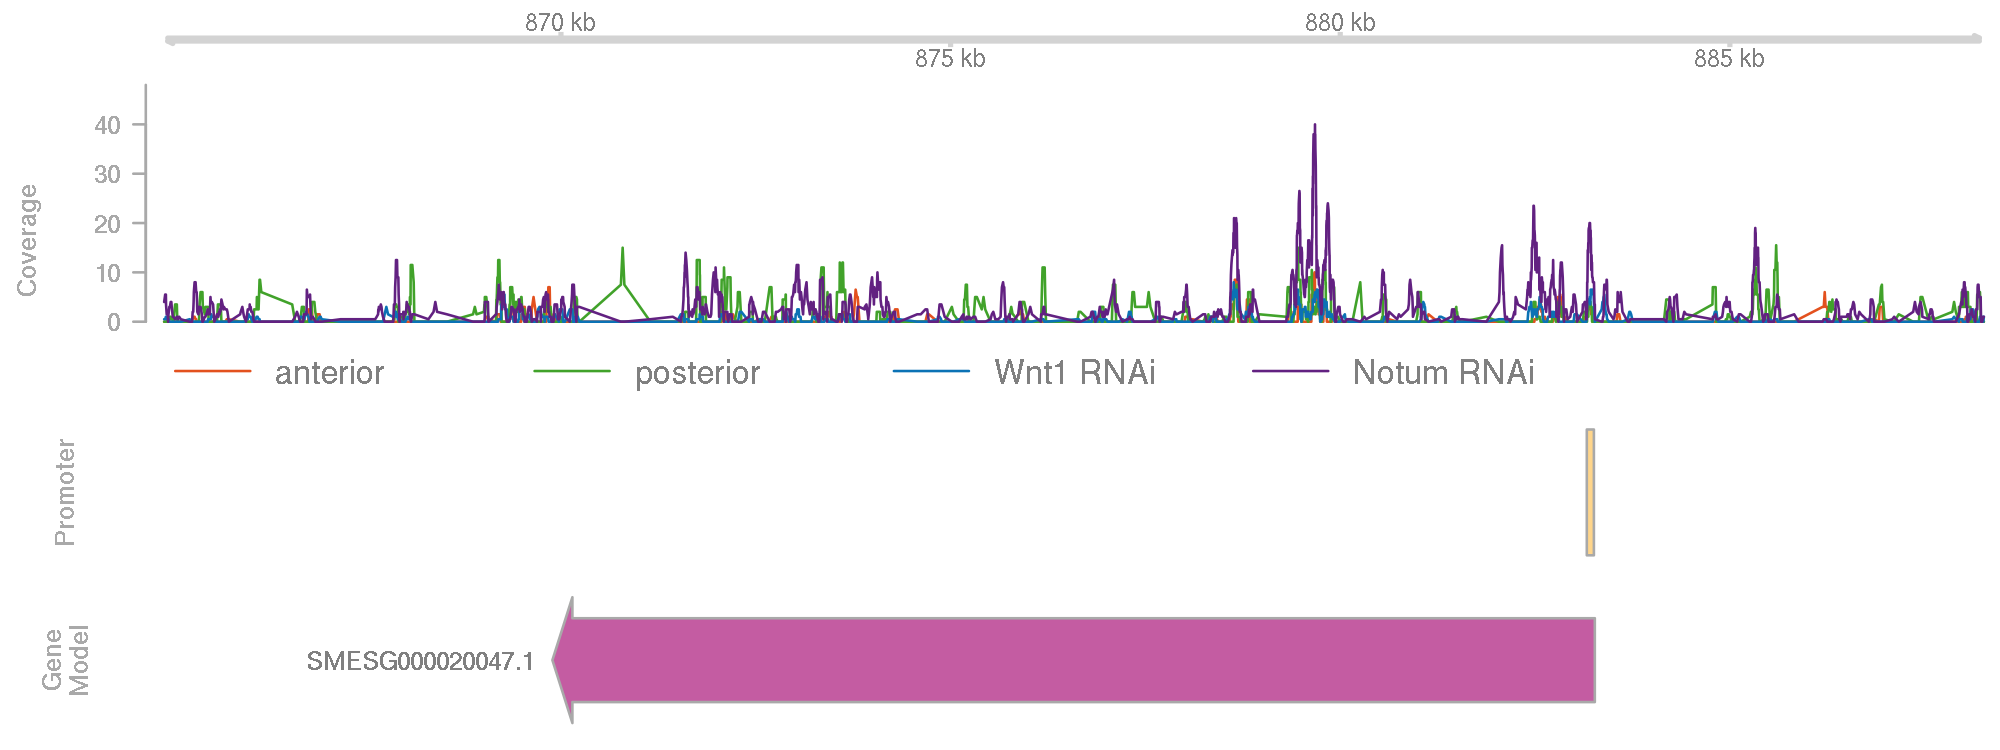 870 kb
880 kb
875 kb
885 kb
Coverage
40
30
20
10
0
anterior posterior Wnt1 RNAi Notum RNAi
Promoter
Gene
Model
SMESG000020047.1